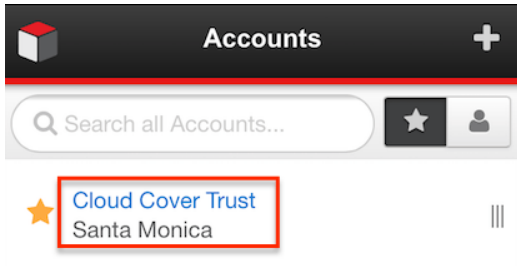 Accounts
Search all Accounts...
Cloud Cover Trust
Santa Monica